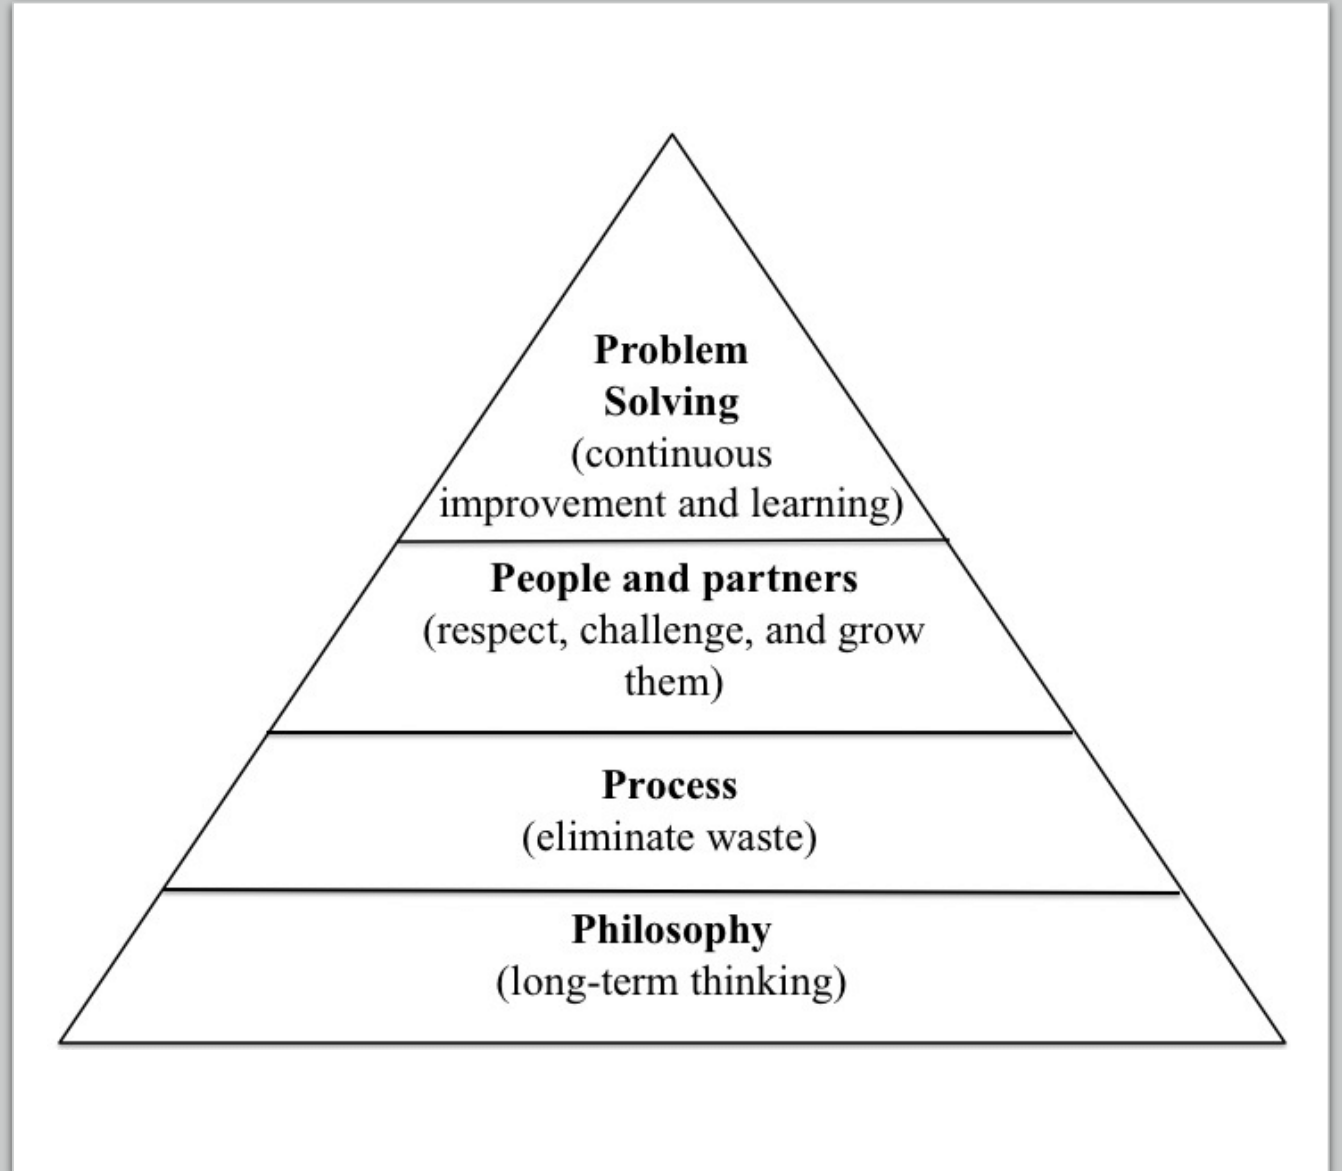 Problem
Solving
(continuous
improvement and learning)
People and partners
(respect, challenge, and grow
them)
Process
(eliminate waste)
Philosophy
(long-term thinking)